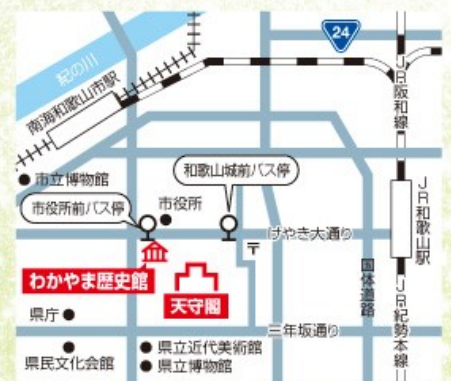 24
紀の川
南海和歌山市駅
JR阪和線
市立博物館
和歌山城前バス停
市役所前バス停
市役所
JR和歌山駅
けやき大通り
〒
わかやま歴史館
天守閣
国体道路
県庁
三年坂通り
JR紀勢本線
県民文化会館
県立近代美術館
県立博物館